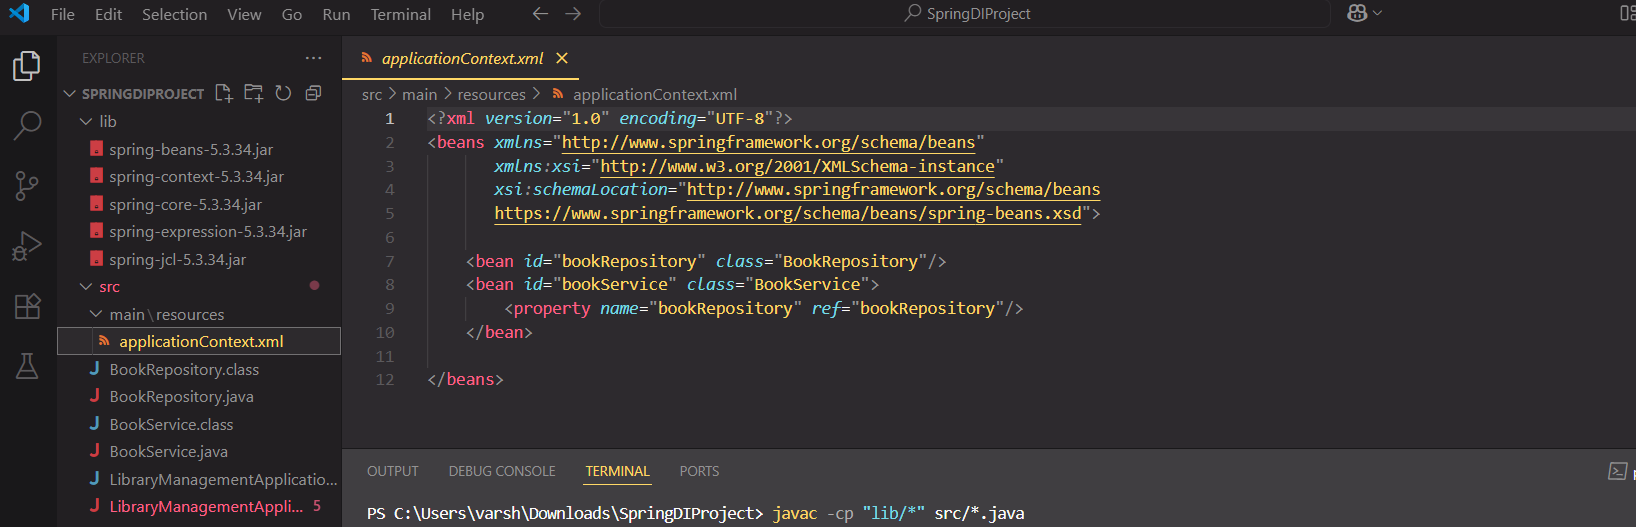 File Edit Selection View Go Run Terminal Help SpringDIProject
EXPLORER
SPRINGDIPROJECT
lib
spring-beans-5.3.34.jar
spring-context-5.3.34.jar
spring-core-5.3.34.jar
spring-expression-5.3.34.jar
spring-jcl-5.3.34.jar
src
main\resources
applicationContext.xml
BookRepository.class
BookRepository.java
BookService.class
BookService.java
LibraryManagementApplicatio...
LibraryManagementAppli... 5
applicationContext.xml
src > main > resources > applicationContext.xml
1 <?xml version="1.0" encoding="UTF-8"?>
2 <beans xmlns="http://www.springframework.org/schema/beans"
3 xmlns:xsi="http://www.w3.org/2001/XMLSchema-instance"
4 xsi:schemaLocation="http://www.springframework.org/schema/beans
5 https://www.springframework.org/schema/beans/spring-beans.xsd">
6
7 <bean id="bookRepository" class="BookRepository"/>
8 <bean id="bookService" class="BookService">
9 <property name="bookRepository" ref="bookRepository"/>
10 </bean>
11
12 </beans>
OUTPUT DEBUG CONSOLE TERMINAL PORTS
PS C:\Users\varsh\Downloads\SpringDIProject> javac -cp "lib/*" src/*.java